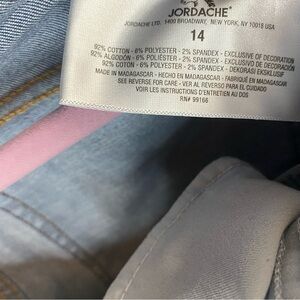 JORDACHE®
JORDACHE LTD. 1400 BROADWAY, NEW YORK, NY 10018 USA
14
92% COTTON - 6% POLYESTER - 2% SPANDEX - EXCLUSIVE OF DECORATION
92% ALGODÓN - 6% POLIÉSTER - 2% SPANDEX - EXCLUSIVO DE DECORACIÓN
92% COTON - 6% POLYESTER - 2% SPANDEX - DEKORASI EKSKLUSIF
MADE IN MADAGASCAR - HECHO EN MADAGASCAR - FABRIQUÉ EN MADAGASCAR
SEE REVERSE FOR CARE - VER AL REVERSO PARA EL CUIDADO
VOIR LES INSTRUCTIONS D'ENTRETIEN AU DOS
RN# 99166